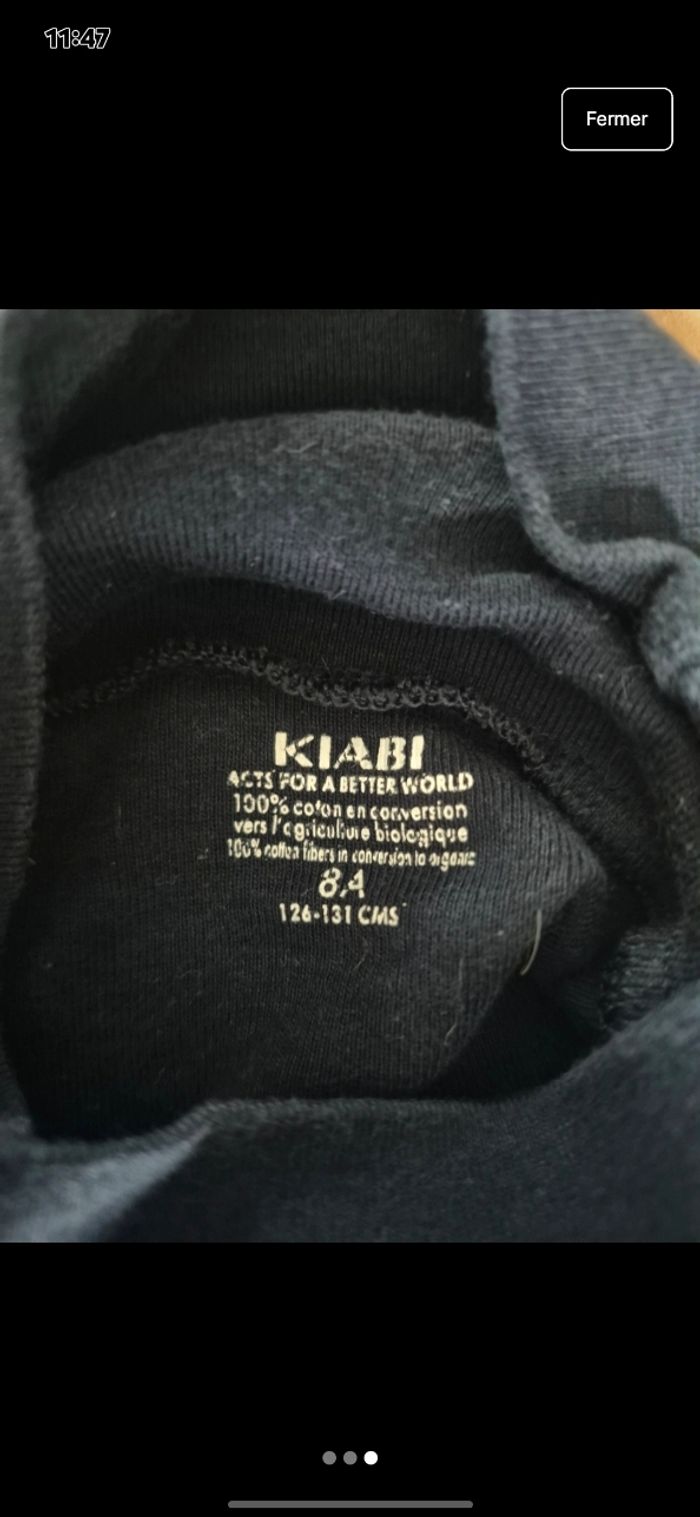 11:47
Fermer
KIABI
ACTS FOR A BETTER WORLD
100% coton en conversion
vers l'agriculture biologique
100% cotton fibers in conversion to organic
8A
126-131 CMS